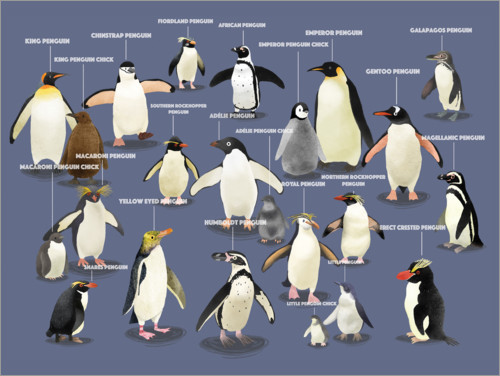 FIORDLAND PENGUIN
AFRICAN PENGUIN
KING PENGUIN
CHINSTRAP PENGUIN
EMPEROR PENGUIN
GALAPAGOS PENGUIN
EMPEROR PENGUIN CHICK
KING PENGUIN CHICK
GENTOO PENGUIN
SOUTHERN ROCKHOPPER
PENGUIN
ADÉLIE PENGUIN
ADÉLIE PENGUIN CHICK
MAGELLANIC PENGUIN
MACARONI PENGUIN
MACARONI PENGUIN CHICK
NORTHERN ROCKHOPPER
PENGUIN
ROYAL PENGUIN
YELLOW EYED PENGUIN
HUMBOLDT PENGUIN
ERECT CRESTED PENGUIN
LITTLE PENGUIN
SNARES PENGUIN
LITTLE PENGUIN CHICK